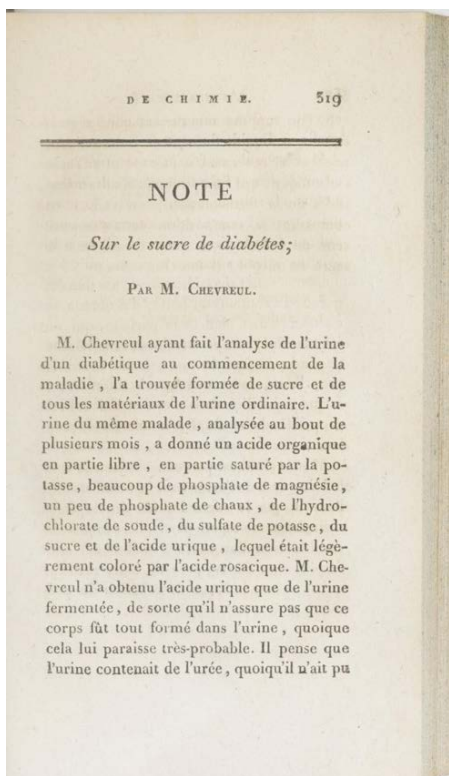 DE CHIMIE. 319
NOTE
Sur le sucre de diabétes;
PAR M. CHEVREUL.
M. Chevreul ayant fait l'analyse de l'urine
d'un diabétique au commencement de la
maladie , l'a trouvée formée de sucre et de
tous les matériaux de l'urine ordinaire. L'u-
rine du même malade , analysée au bout de
plusieurs mois , a donné un acide organique
en partie libre , en partie saturé par la po-
tasse , beaucoup de phosphate de magnésie ,
un peu de phosphate de chaux , de l'hydro-
chlorate de soude , du sulfate de potasse , du
sucre et de l'acide urique , lequel était légè-
rement coloré par l'acide rosacique. M. Che-
vreul n'a obtenu l'acide urique que de l'urine
fermentée , de sorte qu'il n'assure pas que ce
corps fût tout formé dans l'urine , quoique
cela lui paraisse très-probable. Il pense que
l'urine contenait de l'urée , quoiqu'il n'ait pu